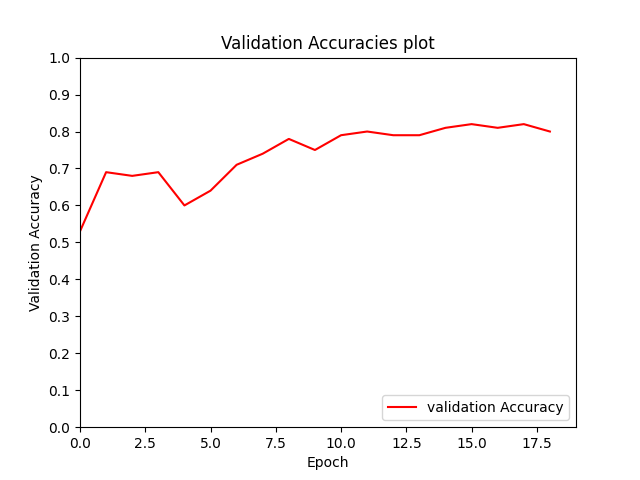 Validation Accuracies plot
1.0
0.9
0.8
0.7
0.6
0.5
0.4
0.3
0.2
0.1
0.0
Validation Accuracy
validation Accuracy
0.0 2.5 5.0 7.5 10.0 12.5 15.0 17.5
Epoch